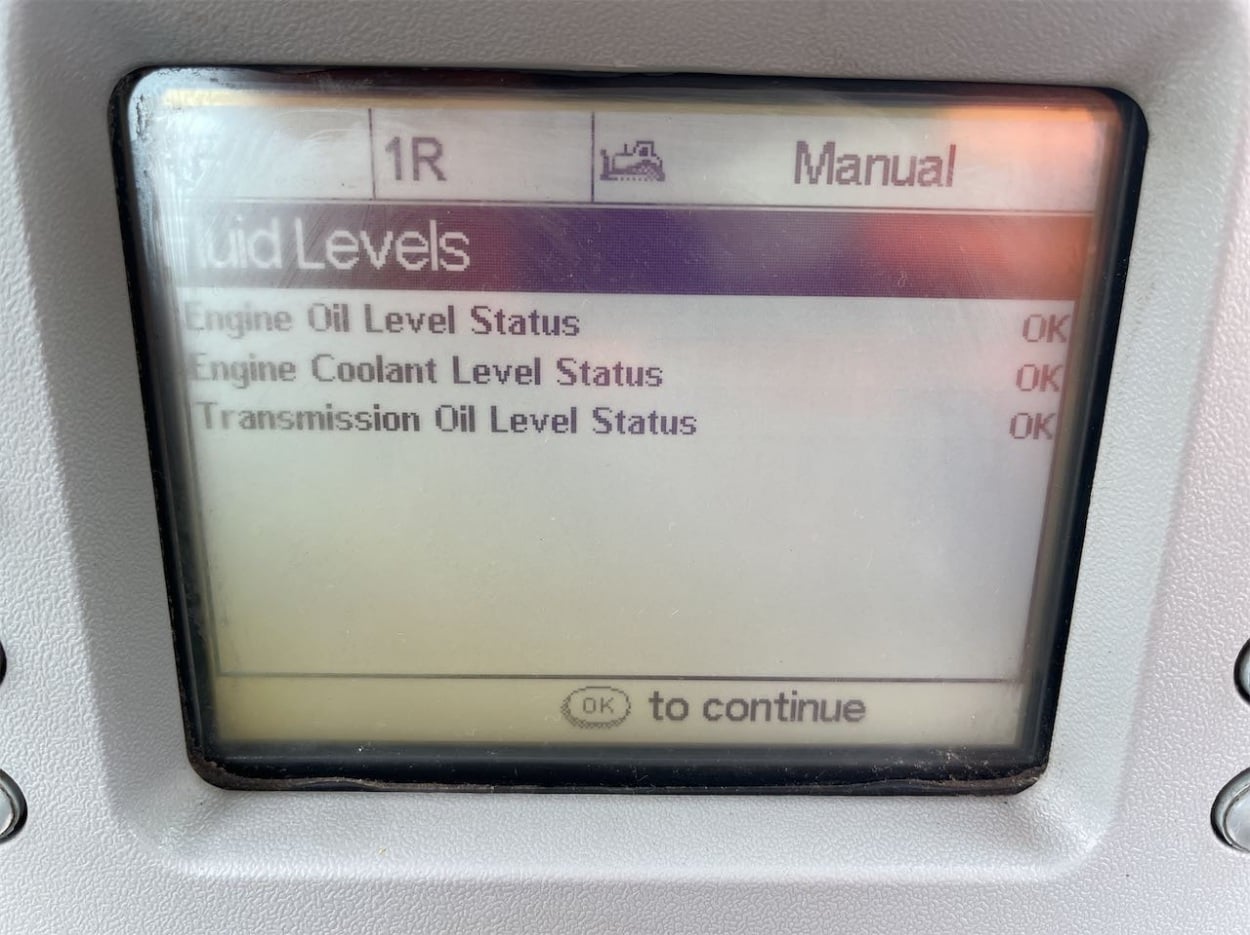 1R Manual
Fluid Levels
Engine Oil Level Status OK
Engine Coolant Level Status OK
Transmission Oil Level Status OK
OK to continue